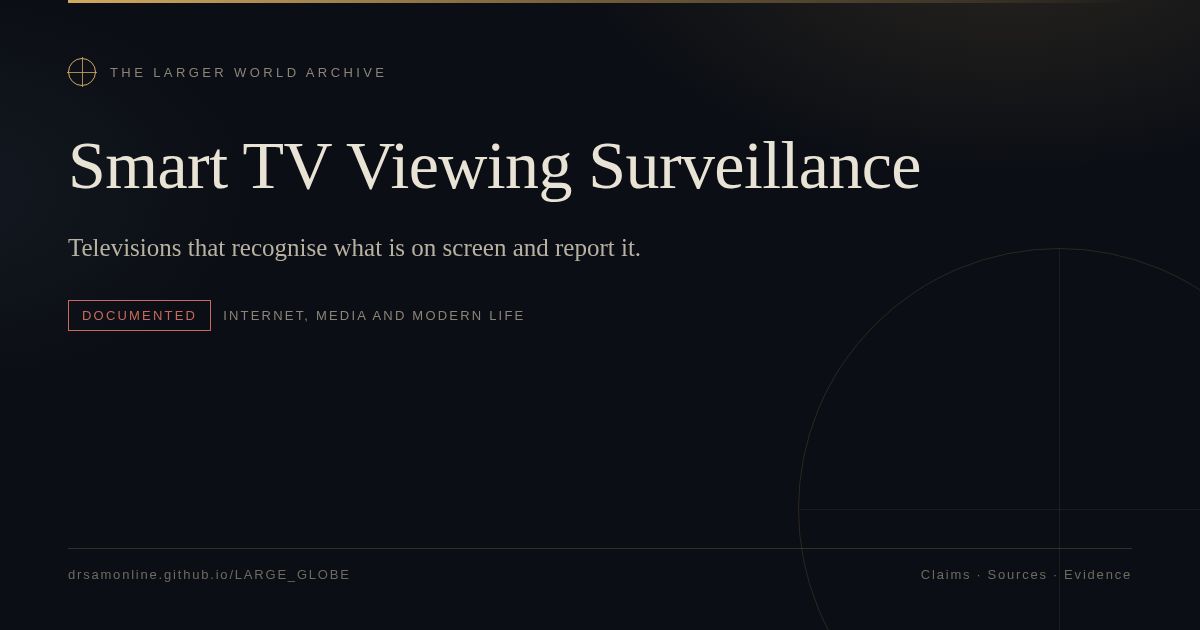 THE LARGER WORLD ARCHIVE
Smart TV Viewing Surveillance
Televisions that recognise what is on screen and report it.
DOCUMENTED INTERNET, MEDIA AND MODERN LIFE
drsamonline.github.io/LARGE_GLOBE Claims · Sources · Evidence